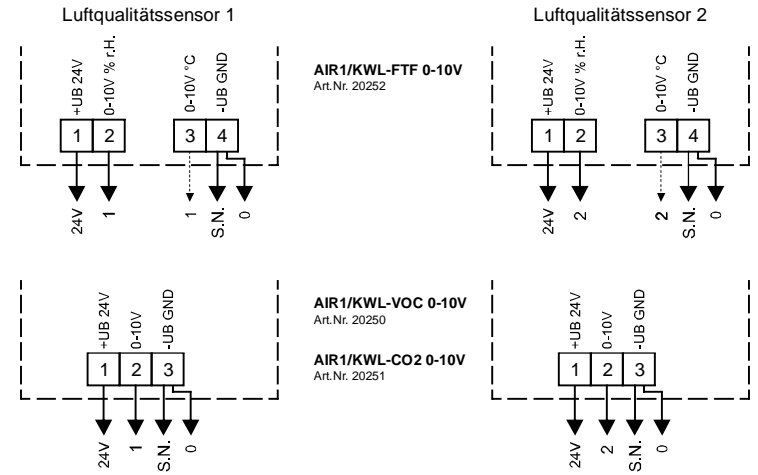 Luftqualitätssensor 1
Luftqualitätssensor 2
+UB 24V
0-10V % r.H.
0-10V °C
-UB GND
1 2 3 4
24V
1
1
S.N.
0
AIR1/KWL-FTF 0-10V
Art.Nr. 20252
+UB 24V
0-10V % r.H.
0-10V °C
-UB GND
1 2 3 4
24V
2
2
S.N.
0
+UB 24V
0-10V
-UB GND
1 2 3
24V
1
S.N.
0
AIR1/KWL-VOC 0-10V
Art.Nr. 20250
AIR1/KWL-CO2 0-10V
Art.Nr. 20251
+UB 24V
0-10V
-UB GND
1 2 3
24V
2
S.N.
0